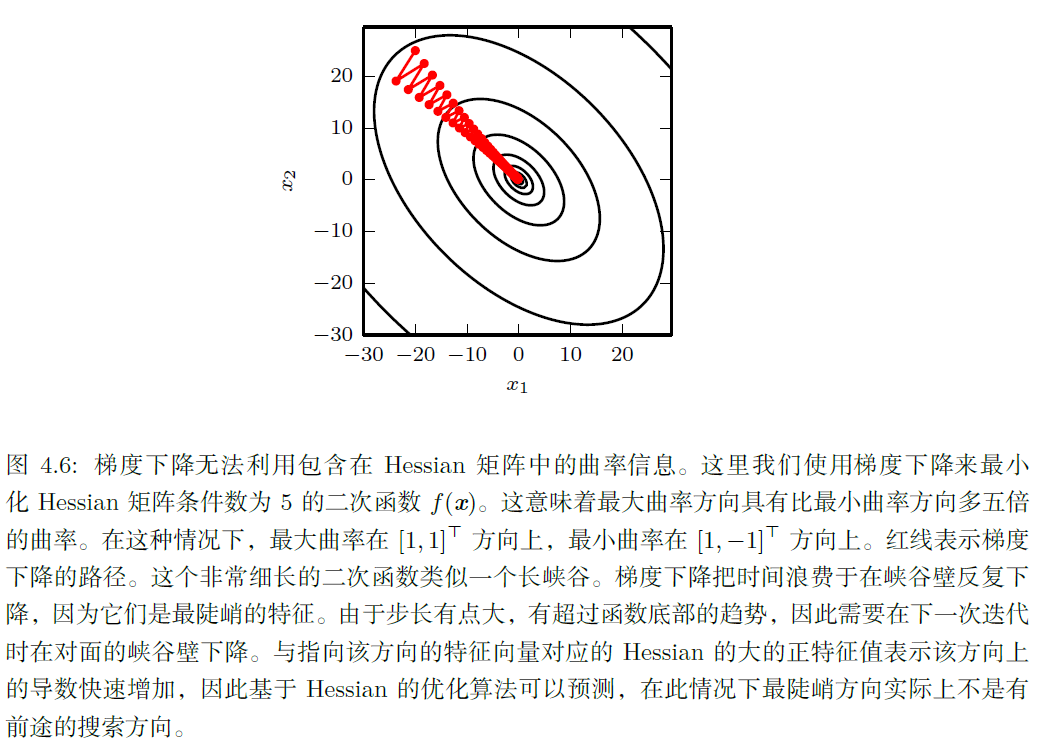 20
10
0
−10
−20
−30
x2
−30 −20 −10 0 10 20
x1
图 4.6: 梯度下降无法利用包含在 Hessian 矩阵中的曲率信息。这里我们使用梯度下降来最小
化 Hessian 矩阵条件数为 5 的二次函数 f(x)。这意味着最大曲率方向具有比最小曲率方向多五倍
的曲率。在这种情况下，最大曲率在 [1, 1]⊤ 方向上，最小曲率在 [1, −1]⊤ 方向上。红线表示梯度
下降的路径。这个非常细长的二次函数类似一个长峡谷。梯度下降把时间浪费于在峡谷壁反复下
降，因为它们是最陡峭的特征。由于步长有点大，有超过函数底部的趋势，因此需要在下一次迭代
时在对面的峡谷壁下降。与指向该方向的特征向量对应的 Hessian 的大的正特征值表示该方向上
的导数快速增加，因此基于 Hessian 的优化算法可以预测，在此情况下最陡峭方向实际上不是有
前途的搜索方向。